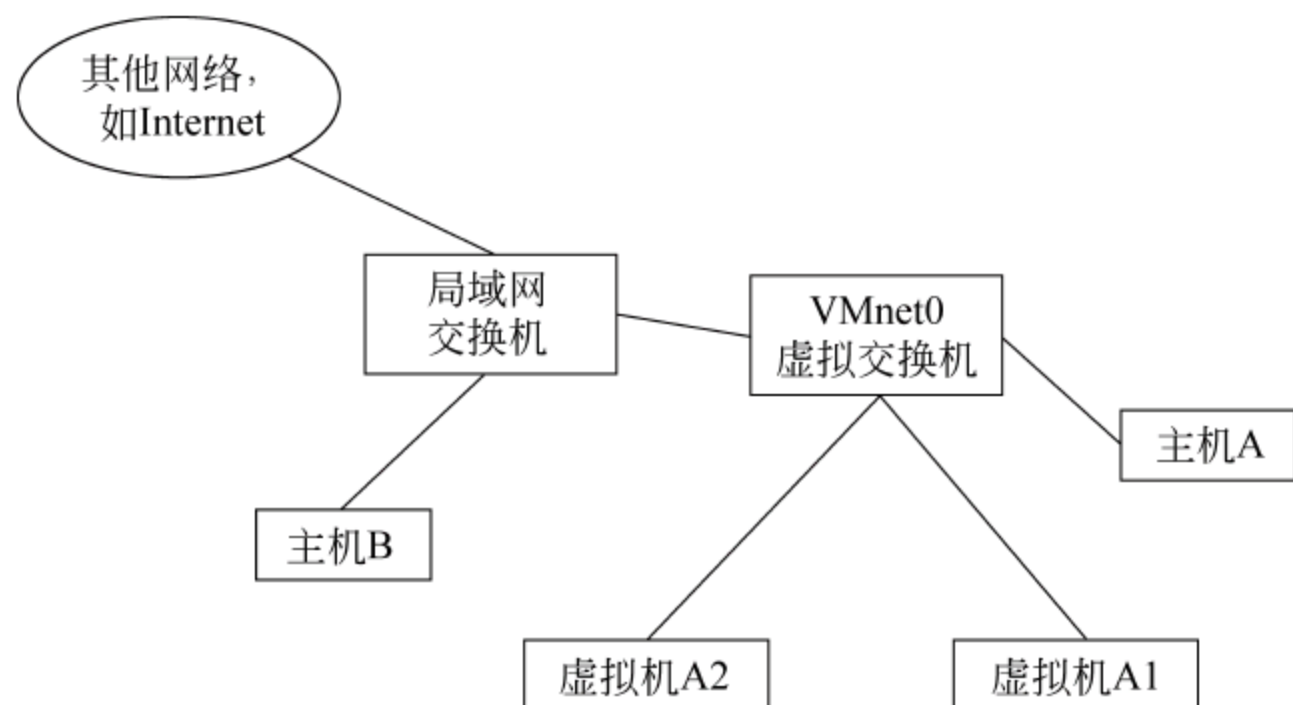 其他网络，
如Internet
局域网
交换机
VMnet0
虚拟交换机
主机A
主机B
虚拟机A2
虚拟机A1